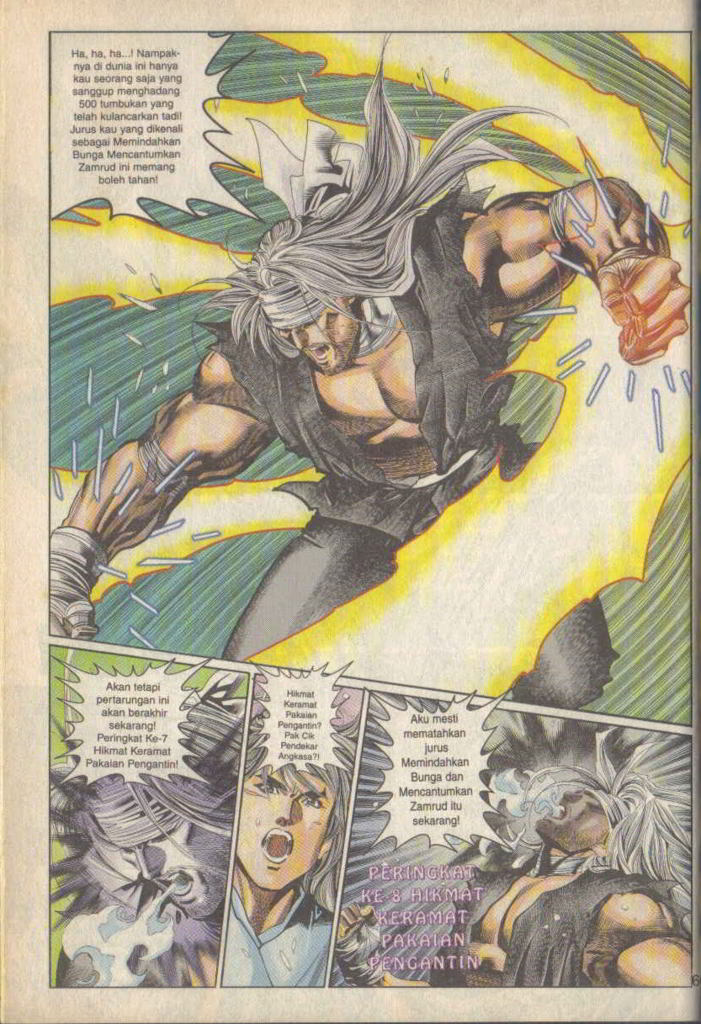 Ha, ha, ha...! Nampak-
nya di dunia ini hanya
kau seorang saja yang
sanggup menghadang
500 tumbukan yang
telah kulancarkan tadi!
Jurus kau yang dikenali
sebagai Memindahkan
Bunga Mencantumkan
Zamrud ini memang
boleh tahan!
Akan tetapi
pertarungan ini
akan berakhir
sekarang!
Peringkat Ke-7
Hikmat Keramat
Pakaian Pengantin!
Hikmat
Keramat
Pakaian
Pengantin?
Pak Cik
Pendekar
Angkasa?!
Aku mesti
mematahkan
jurus
Memindahkan
Bunga dan
Mencantumkan
Zamrud itu
sekarang!
PERINGKAT
KE-8 HIKMAT
KERAMAT
PAKAIAN
PENGANTIN